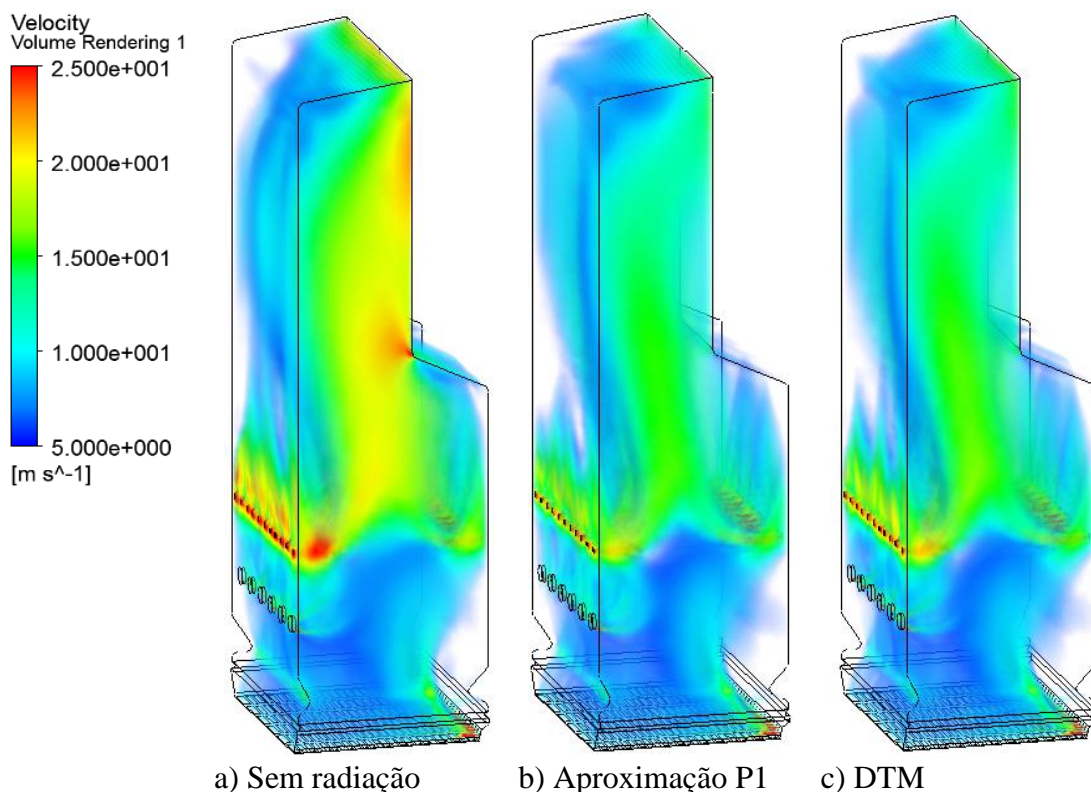 Velocity
Volume Rendering 1
2.500e+001
2.000e+001
1.500e+001
1.000e+001
5.000e+000
[m s^-1]
a) Sem radiação b) Aproximação P1 c) DTM